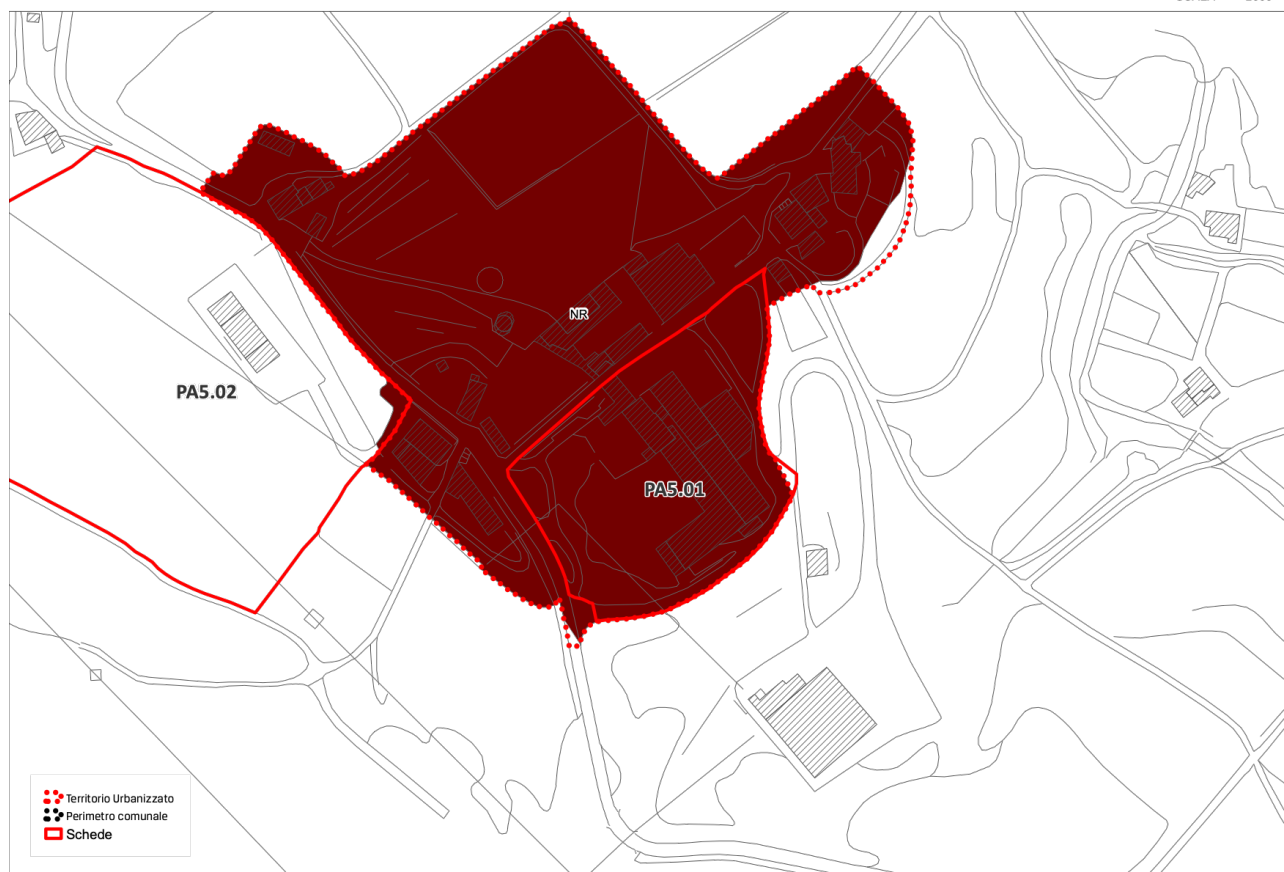 NR
PA5.02
PA5.01
Territorio Urbanizzato
Perimetro comunale
Schede